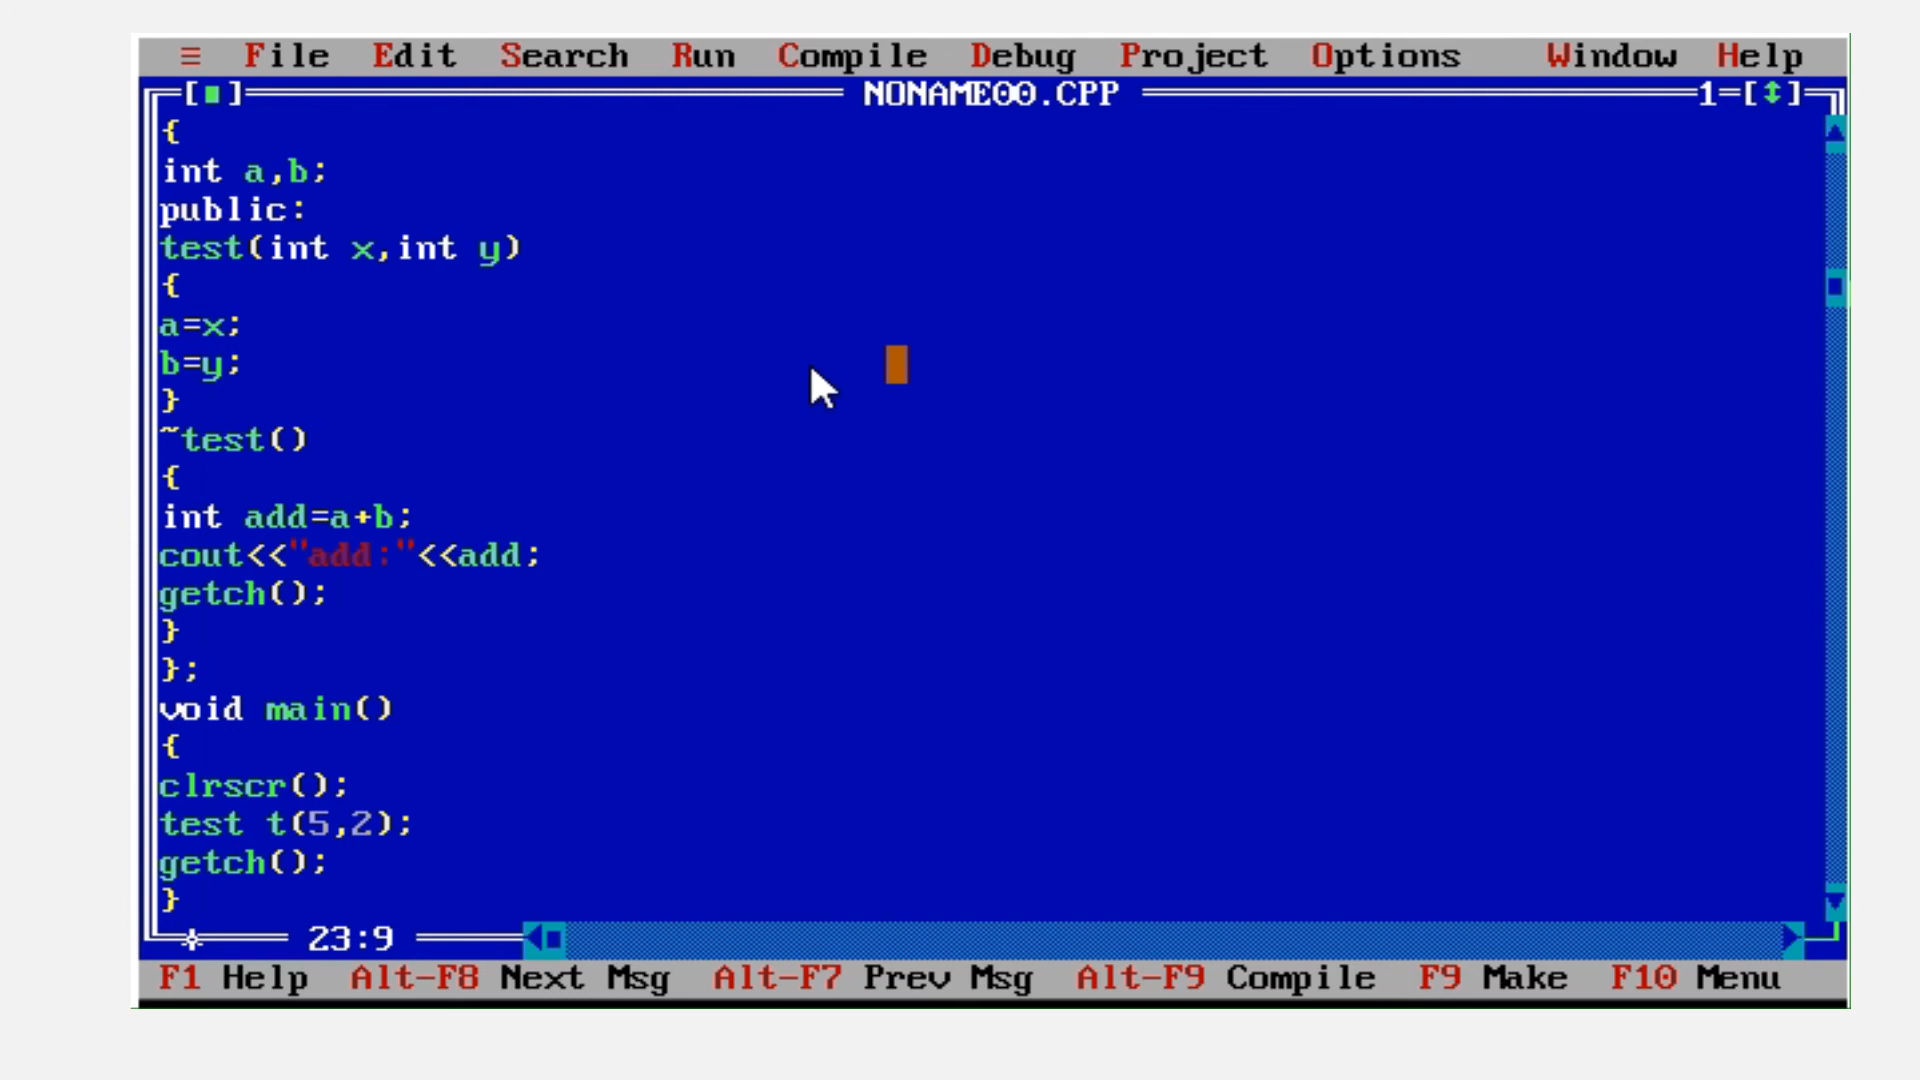 ≡ File Edit Search Run Compile Debug Project Options Window Help
[■] NONAME00.CPP 1=[↕]
{
int a,b;
public:
test(int x,int y)
{
a=x;
b=y;
}
~test()
{
int add=a+b;
cout<<"add:"<<add;
getch();
}
};
void main()
{
clrscr();
test t(5,2);
getch();
}
23:9
F1 Help Alt-F8 Next Msg Alt-F7 Prev Msg Alt-F9 Compile F9 Make F10 Menu